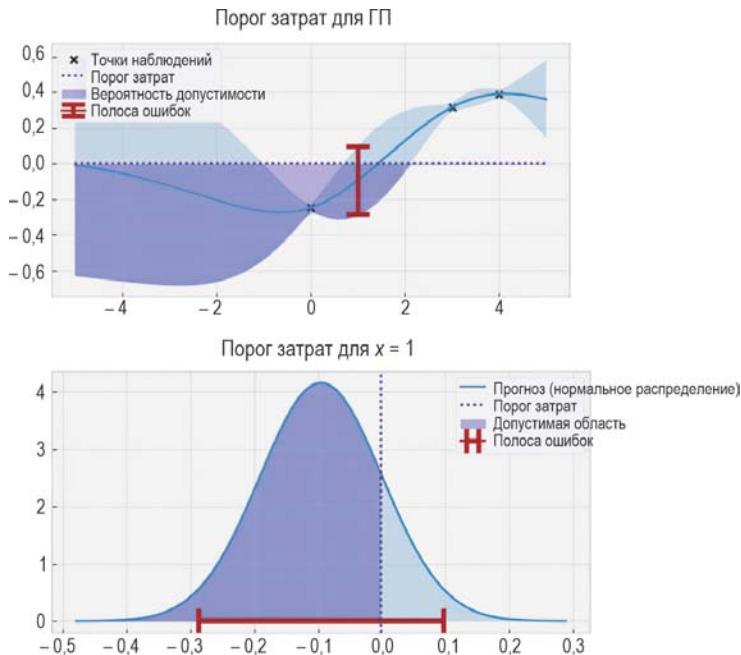 Порог затрат для ГП
0,6
0,4
0,2
0,0
– 0,2
– 0,4
– 0,6
Точки наблюдений
Порог затрат
Вероятность допустимости
Полоса ошибок
– 4 – 2 0 2 4
Порог затрат для x = 1
4
3
2
1
0
Прогноз (нормальное распределение)
Порог затрат
Допустимая область
Полоса ошибок
– 0,5 – 0,4 – 0,3 – 0,2 – 0,1 0,0 0,1 0,2 0,3